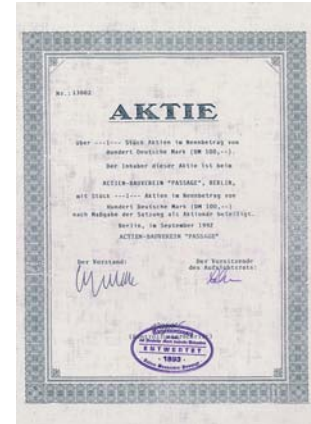 Nr.: 13002
AKTIE
über ---1--- Stück Aktien im Nennbetrag von
Hundert Deutsche Mark (DM 100,--).
Der Inhaber dieser Aktie ist beim
ACTIEN-BAUVEREIN "PASSAGE", BERLIN,
mit Stück ---1--- Aktien im Nennbetrag von
Hundert Deutsche Mark (DM 100,--)
nach Maßgabe der Satzung als Aktionär beteiligt.
Berlin, im September 1992
ACTIEN-BAUVEREIN "PASSAGE"
Der Vorstand:
Der Vorsitzende
des Aufsichtsrats:
ENTWERTET